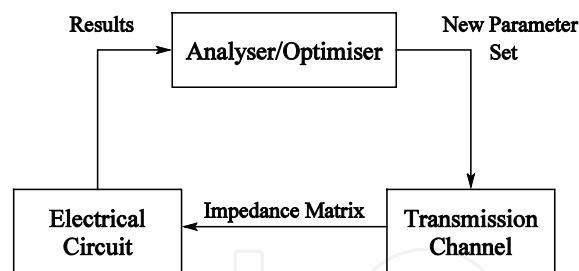 Results
Analyser/Optimiser
New Parameter
Set
Electrical
Circuit
Impedance Matrix
Transmission
Channel